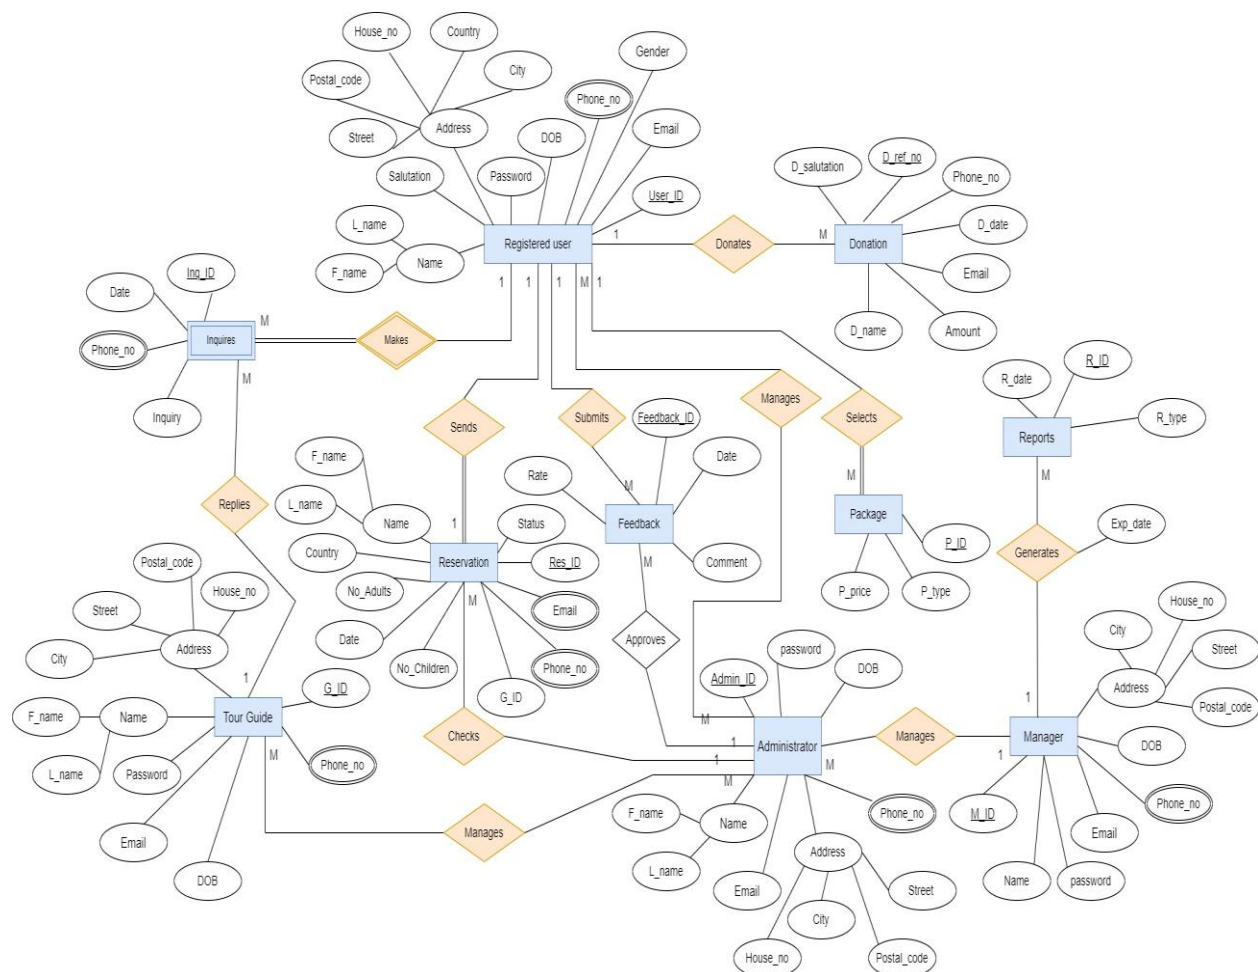 House_no
Country
Gender
Postal_code
City
Phone_no
Street
Address
DOB
Email
D_salutation
D_ref_no
Phone_no
Salutation
Password
User_ID
D_date
L_name
Registered user
1
Donates
M
Donation
F_name
Name
Email
1
1
1
M
1
Inq_ID
Date
M
D_name
Amount
Phone_no
Inquires
Makes
M
Inquiry
R_date
R_ID
Manages
Sends
Submits
Feedback_ID
Selects
Reports
R_type
F_name
Date
M
Rate
M
M
L_name
Replies
Name
Status
1
Feedback
Package
Exp_date
Country
Reservation
Res_ID
M
Comment
P_ID
Generates
Postal_code
House_no
No_Adults
M
Email
P_price
P_type
Street
Date
Approves
House_no
City
Address
No_Children
Phone_no
password
City
Street
1
G_ID
G_ID
Admin_ID
DOB
Address
1
Postal_code
F_name
Name
Tour Guide
M
M
Checks
1
Administrator
Manages
1
Manager
DOB
L_name
Password
Phone_no
1
M
M
Phone_no
M_ID
Phone_no
Email
Manages
F_name
Name
Email
L_name
Address
DOB
Email
Street
Name
password
City
House_no
Postal_code